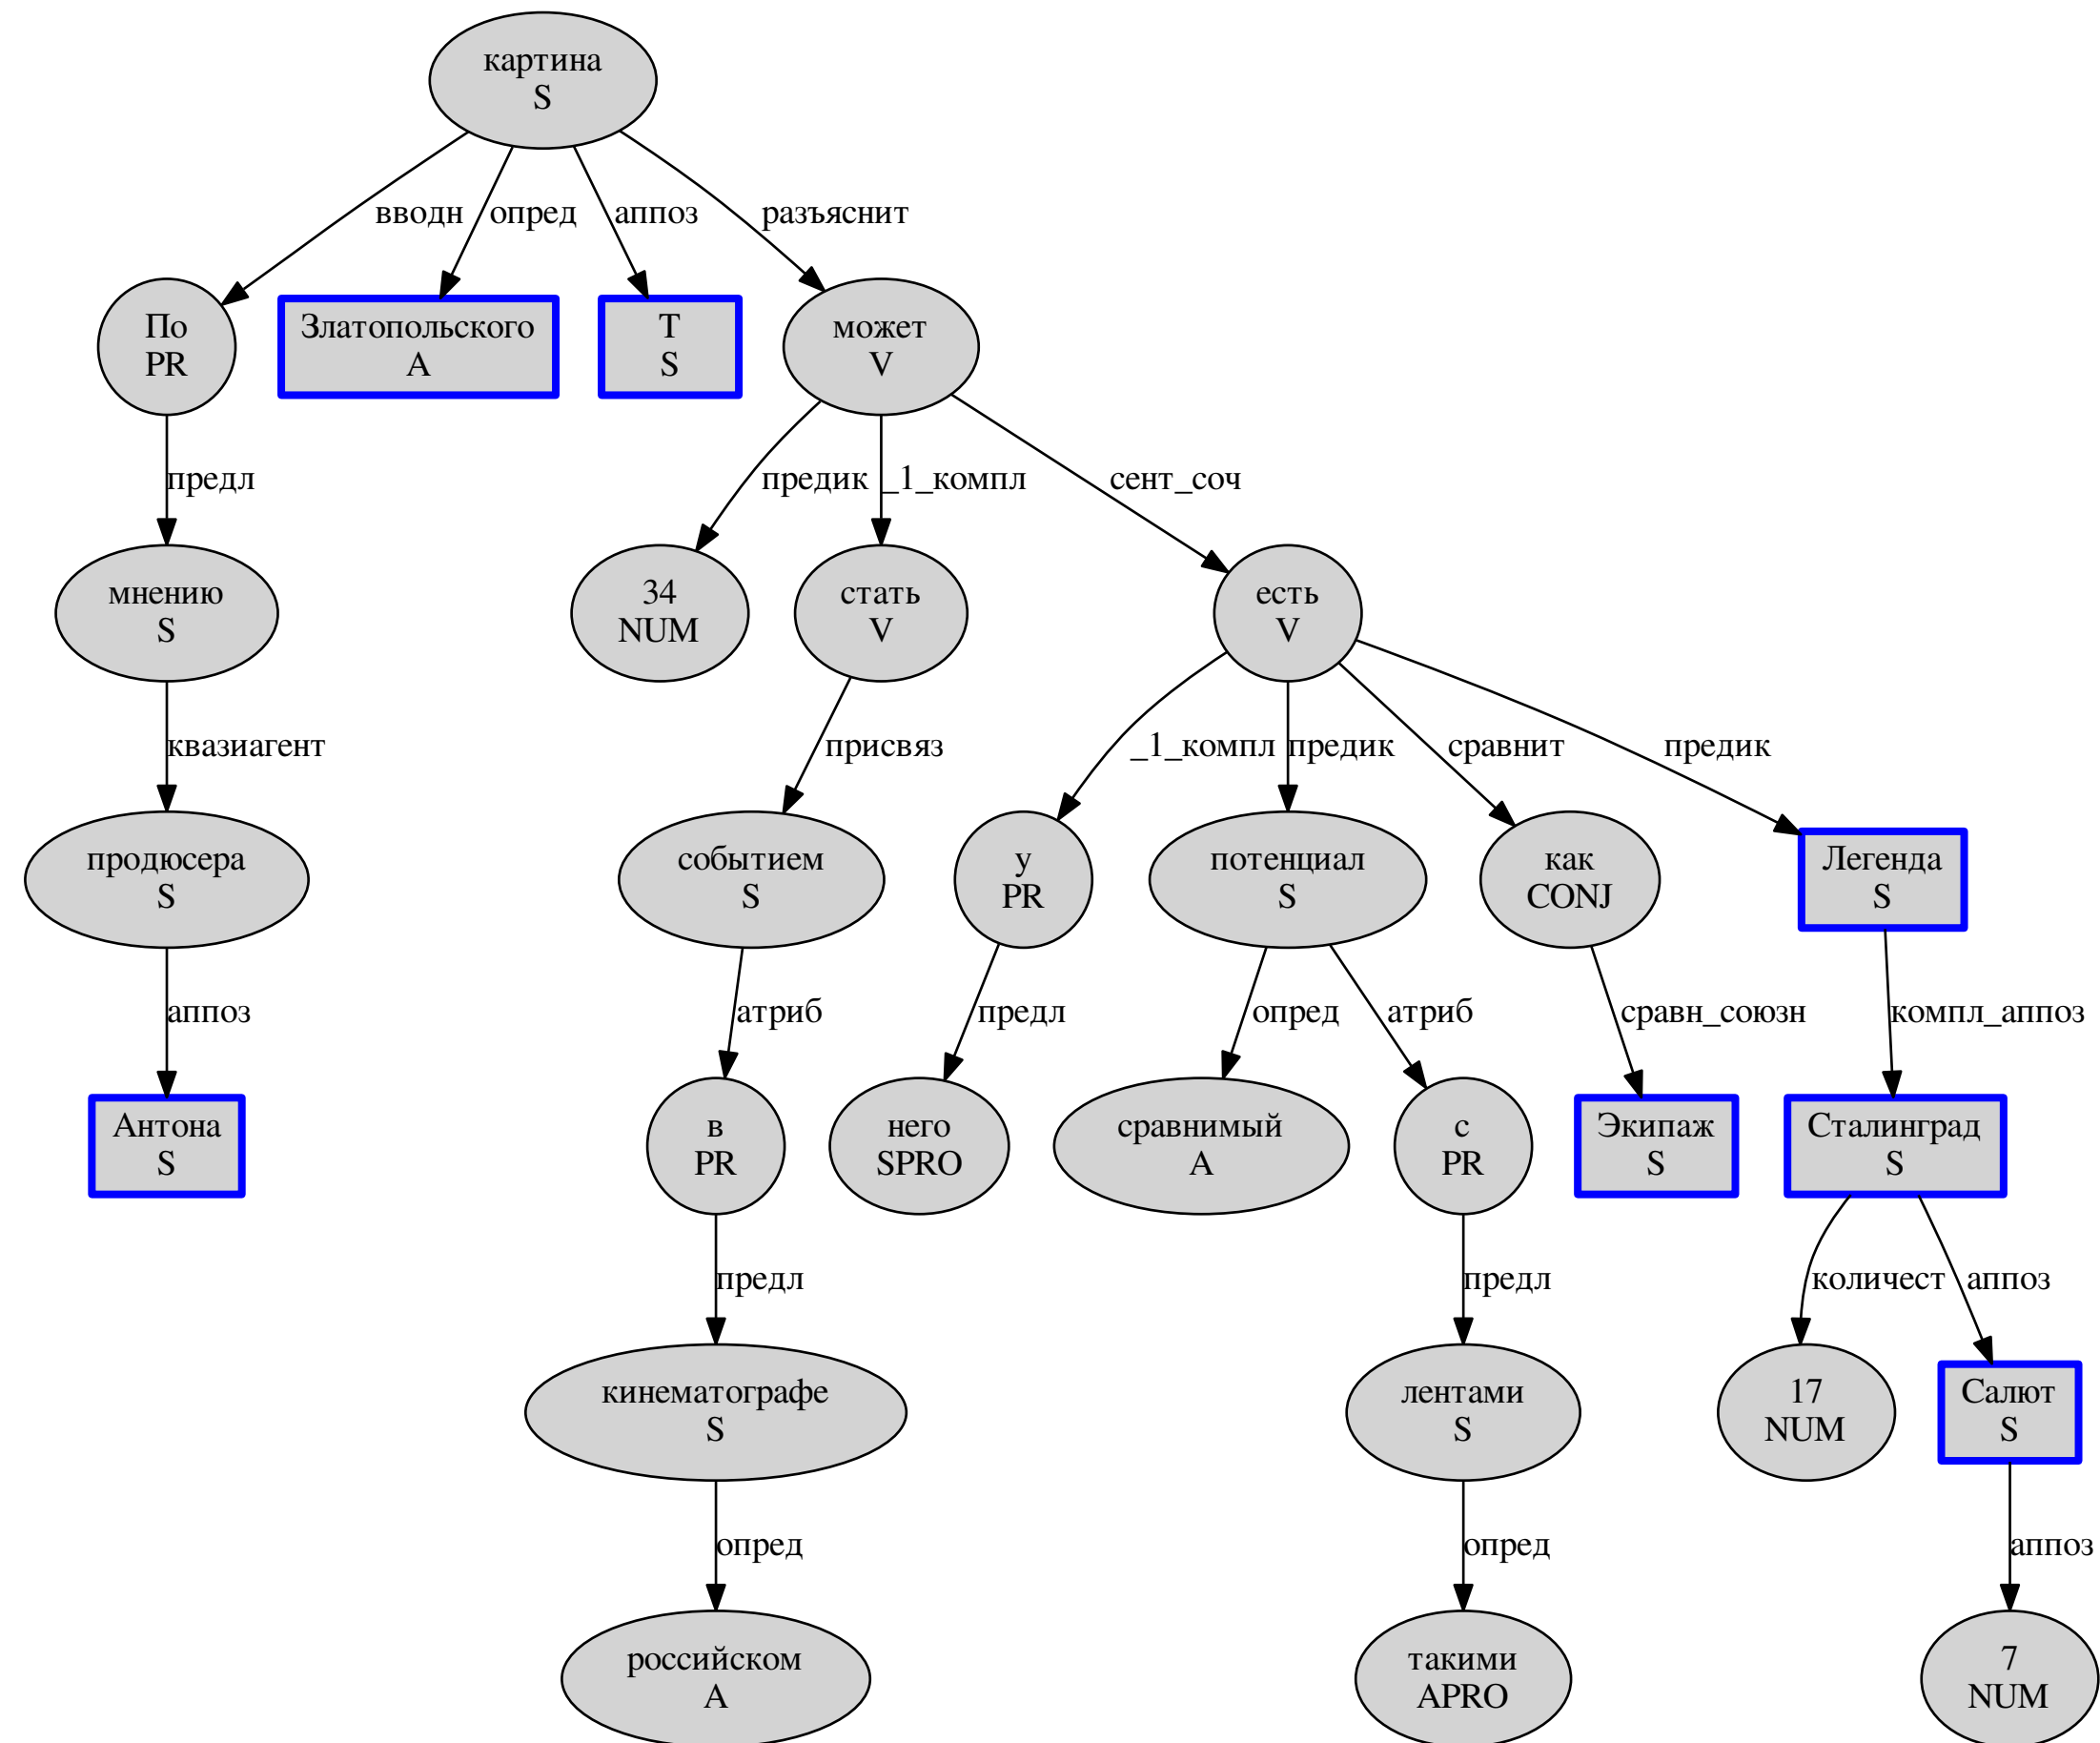 картина
S
вводн
опред
аппоз
разъяснит
По
PR
Златопольского
A
Т
S
может
V
предл
предик
_1_компл
сент_соч
мнению
S
34
NUM
стать
V
есть
V
квазиагент
присвяз
_1_компл
предик
сравнит
предик
продюсера
S
событием
S
у
PR
потенциал
S
как
CONJ
Легенда
S
аппоз
атриб
предл
опред
атриб
сравн_союзн
компл_аппоз
Антона
S
в
PR
него
SPRO
сравнимый
A
с
PR
Экипаж
S
Сталинград
S
предл
предл
количест
аппоз
кинематографе
S
лентами
S
17
NUM
Салют
S
опред
опред
аппоз
российском
A
такими
APRO
7
NUM